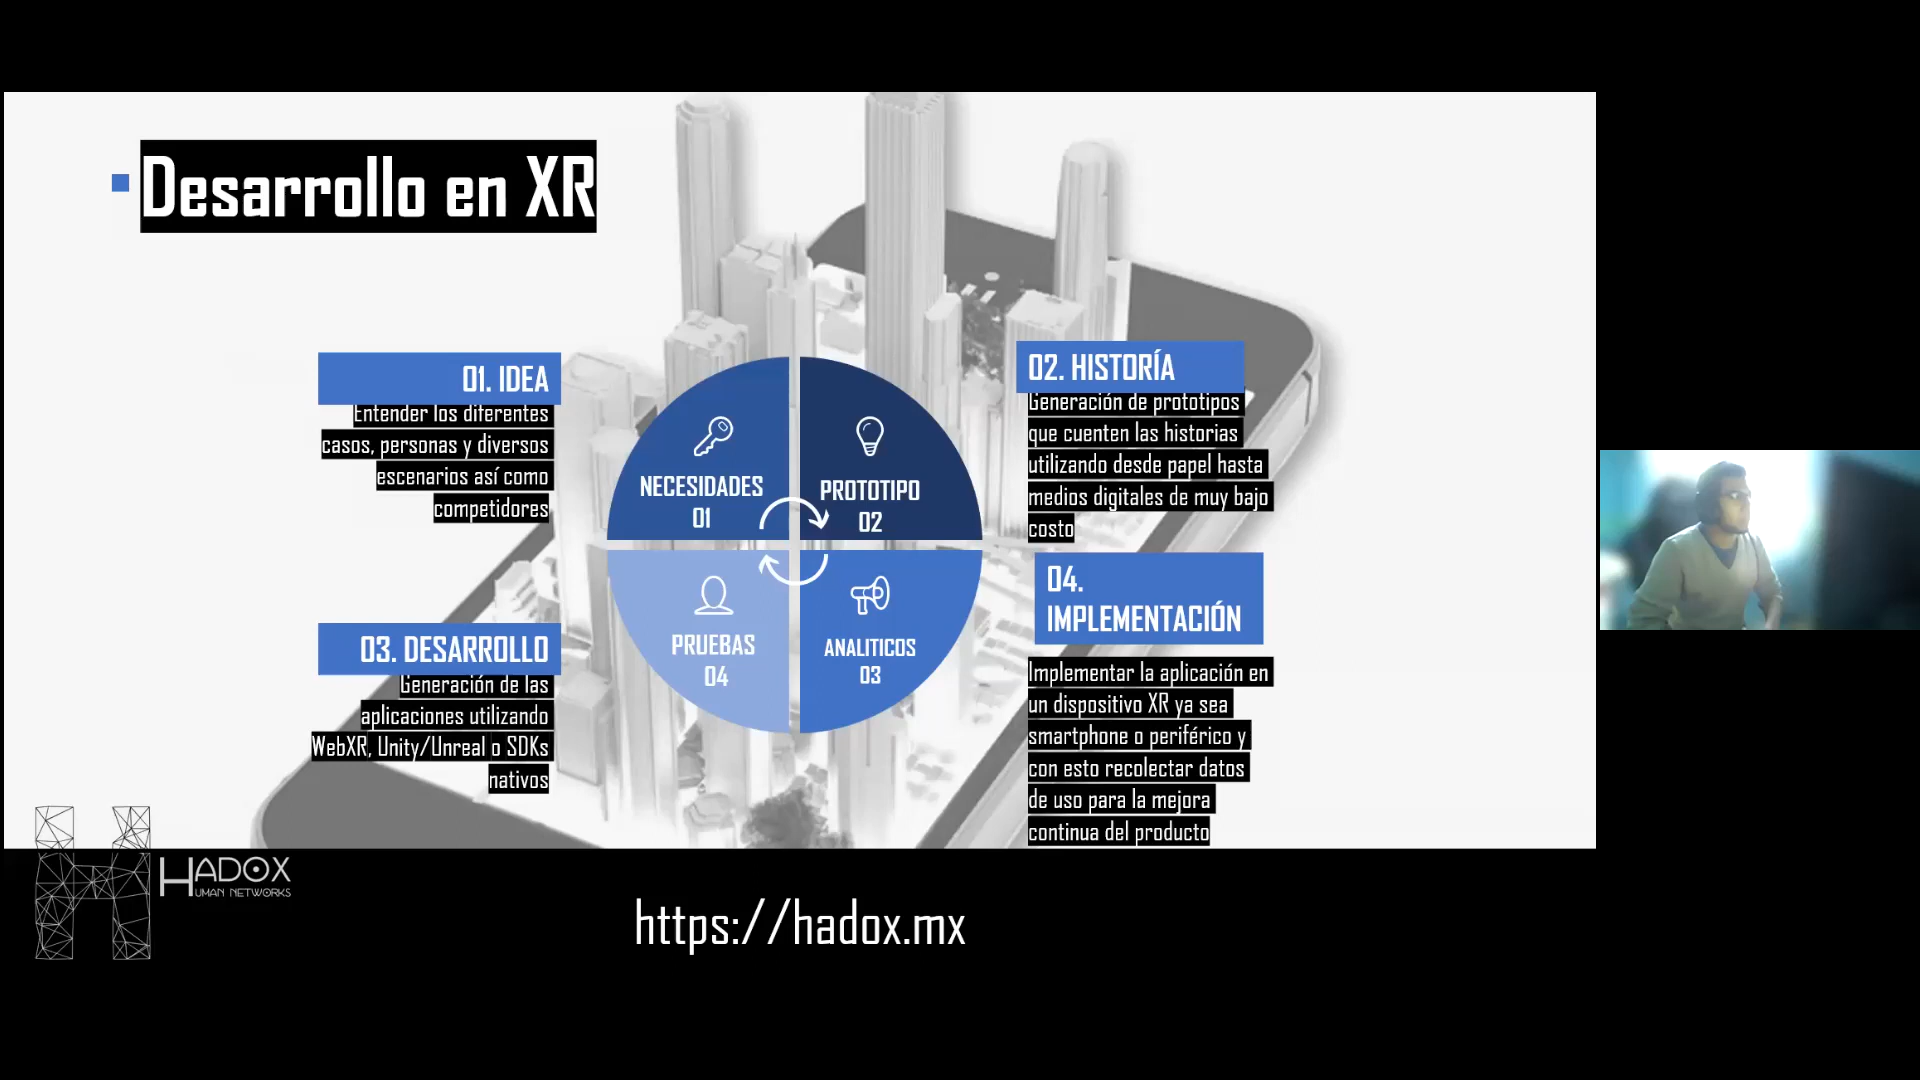 Desarrollo en XR
01. IDEA
Entender los diferentes
casos, personas y diversos
escenarios así como
competidores
02. HISTORÍA
Generación de prototipos
que cuenten las historias
utilizando desde papel hasta
medios digitales de muy bajo
costo
NECESIDADES
01
PROTOTIPO
02
PRUEBAS
04
ANALITICOS
03
03. DESARROLLO
Generación de las
aplicaciones utilizando
WebXR, Unity/Unreal o SDKs
nativos
04.
IMPLEMENTACIÓN
Implementar la aplicación en
un dispositivo XR ya sea
smartphone o periférico y
con esto recolectar datos
de uso para la mejora
continua del producto
HADOX
HUMAN NETWORKS
https://hadox.mx